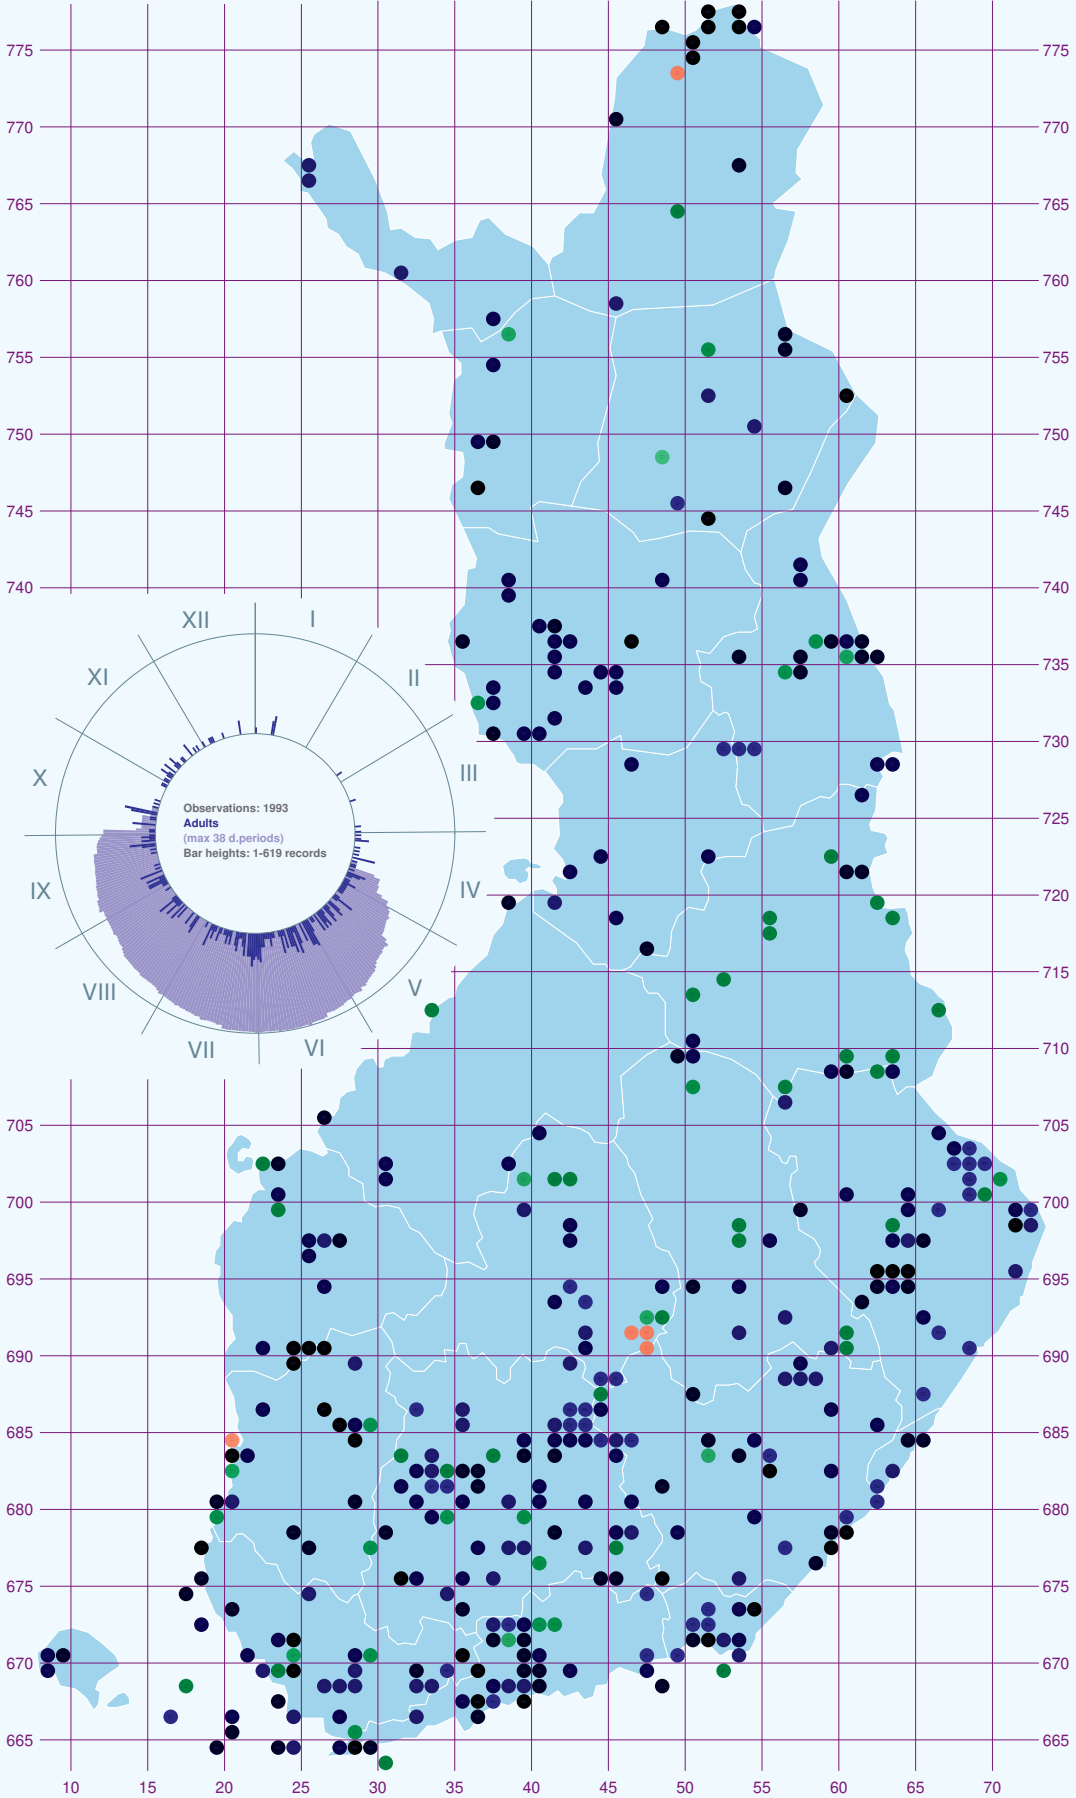 775 775
770 770
765 765
760 760
755 755
750 750
745 745
740 740
XII I
XI II
735
X III
730
Observations: 1993
Adults
(max 38 d.periods)
Bar heights: 1-619 records
725
IX IV
720
VIII V
715
VII VI
710
705 705
700 700
695 695
690 690
685 685
680 680
675 675
670 670
665 665
10 15 20 25 30 35 40 45 50 55 60 65 70